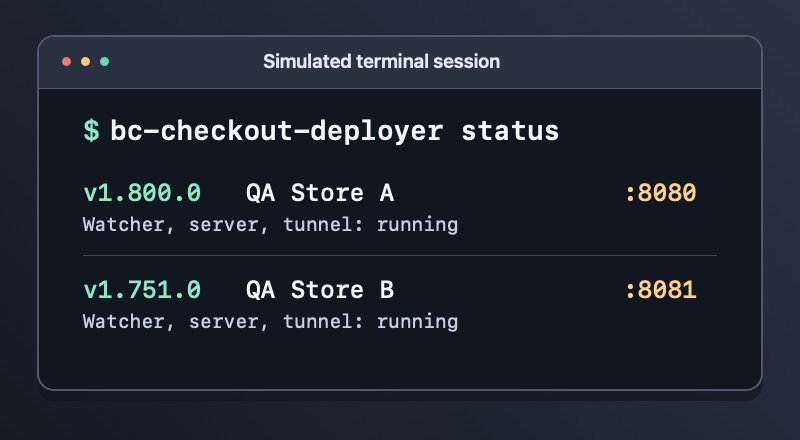 Simulated terminal session
$ bc-checkout-deployer status
v1.800.0 QA Store A :8080
Watcher, server, tunnel: running
v1.751.0 QA Store B :8081
Watcher, server, tunnel: running